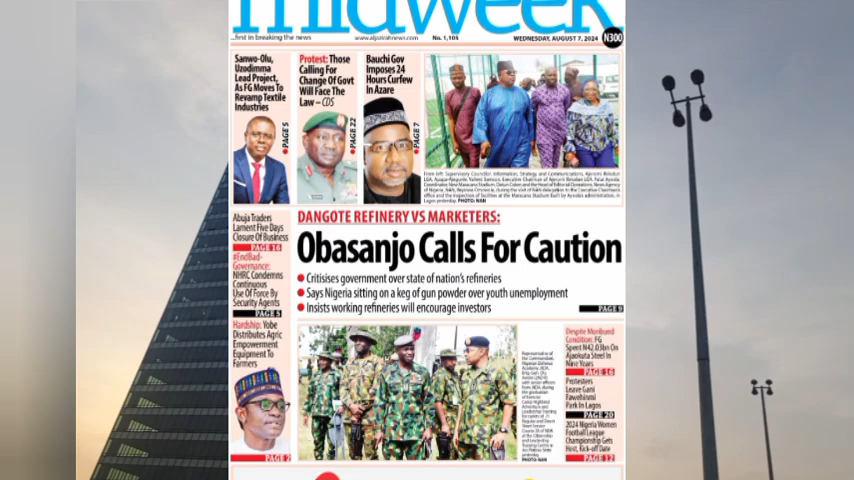 midweek
...first in breaking the news
www.aljaziratnews.com
No. 1,105
WEDNESDAY, AUGUST 7, 2024
N300
Sanwo-Olu,
Uzodimma
Lead Project,
As FG Moves To
Revamp Textile
Industries
PAGE 5
Protest: Those
Calling For
Change Of Govt
Will Face The
Law – CDS
PAGE 22
Bauchi Gov
Imposes 24
Hours Curfew
In Azare
PAGE 7
PHOTO: NAN
Abuja Traders
Lament Five Days
Closure Of Business
PAGE 16
#EndBad-
Governance:
NHRC Condemns
Continuous
Use Of Force By
Security Agents
PAGE 5
Hardship: Yobe
Distributes Agric
Empowerment
Equipment To
Farmers
PAGE 2
DANGOTE REFINERY VS MARKETERS:
Obasanjo Calls For Caution
Critisises government over state of nation's refineries
Says Nigeria sitting on a keg of gun powder over youth unemployment
Insists working refineries will encourage investors
PAGE 9
PHOTO: NAN
Despite Moribund
Condition: FG
Spent N42.03bn On
Ajaokuta Steel In
Nine Years
PAGE 16
Protesters
Leave Gani
Fawehinmi
Park In Lagos
PAGE 20
2024 Nigeria Women
Football League
Championship Gets
Host, Kick-off Date
PAGE 12